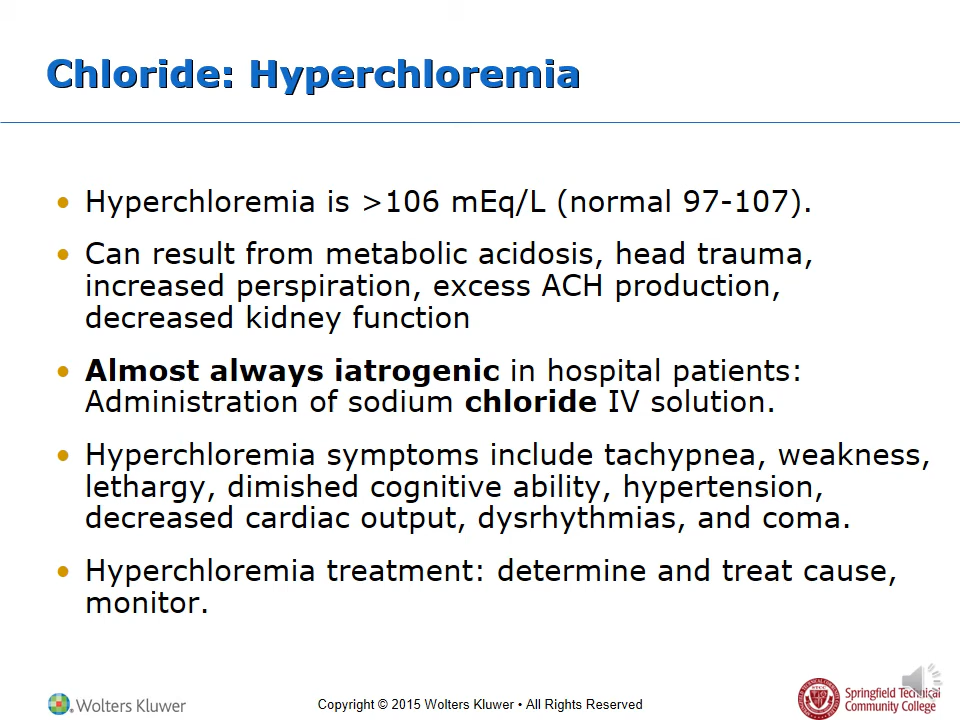 Chloride: Hyperchloremia
• Hyperchloremia is >106 mEq/L (normal 97-107).
• Can result from metabolic acidosis, head trauma,
increased perspiration, excess ACH production,
decreased kidney function
• Almost always iatrogenic in hospital patients:
Administration of sodium chloride IV solution.
• Hyperchloremia symptoms include tachypnea, weakness,
lethargy, dimished cognitive ability, hypertension,
decreased cardiac output, dysrhythmias, and coma.
• Hyperchloremia treatment: determine and treat cause,
monitor.
Wolters Kluwer
Copyright © 2015 Wolters Kluwer • All Rights Reserved
Springfield Technical
Community College